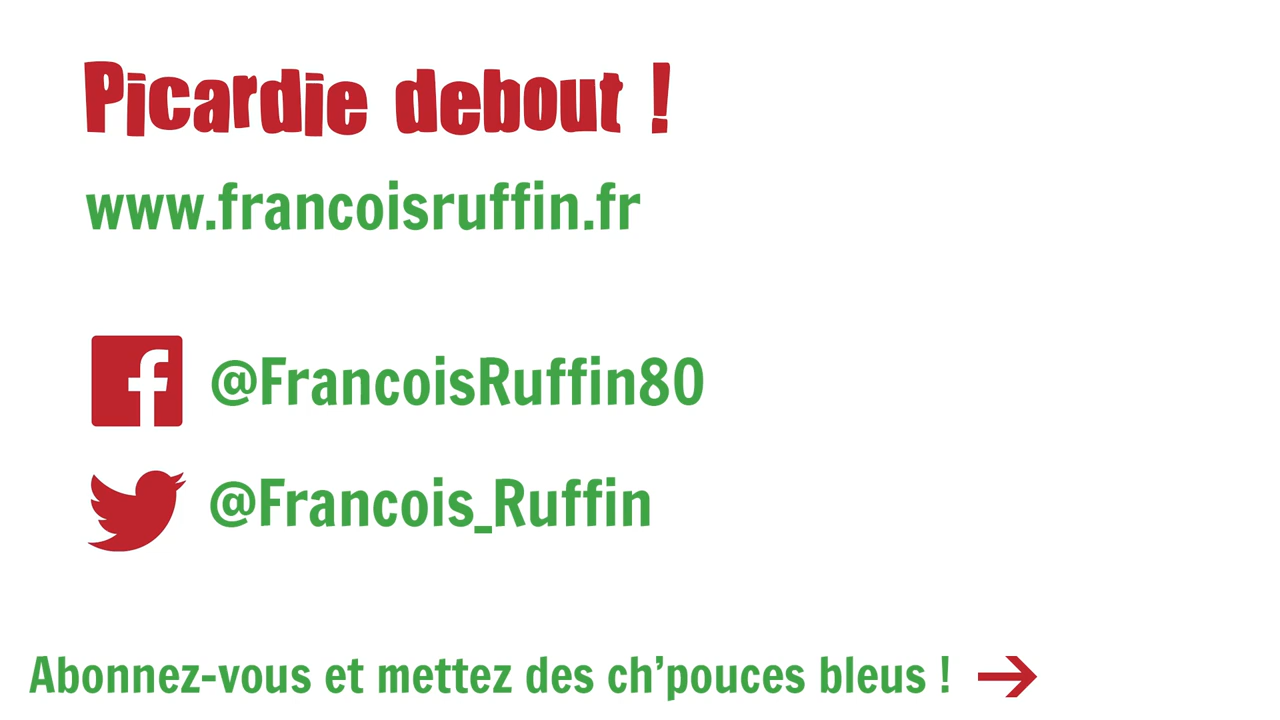 Picardie debout !
www.francoisruffin.fr
@FrancoisRuffin80
@Francois_Ruffin
Abonnez-vous et mettez des ch'pouces bleus !